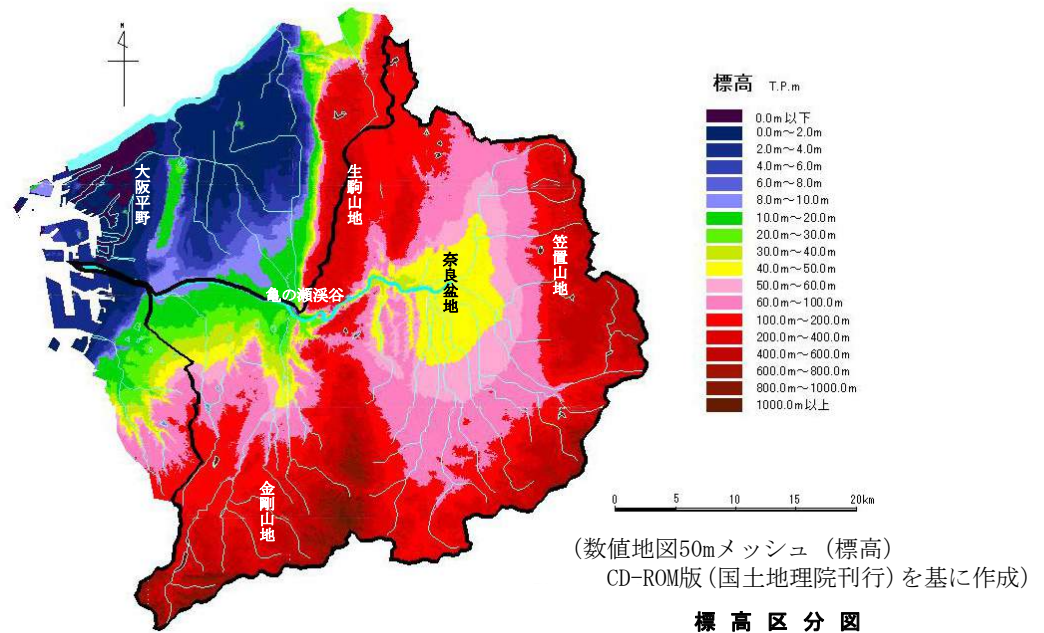 N
大阪平野
生駒山地
笠置山地
奈良盆地
亀の瀬渓谷
金剛山地
標高 T.P.m
0.0m以下
0.0m～2.0m
2.0m～4.0m
4.0m～6.0m
6.0m～8.0m
8.0m～10.0m
10.0m～20.0m
20.0m～30.0m
30.0m～40.0m
40.0m～50.0m
50.0m～60.0m
60.0m～100.0m
100.0m～200.0m
200.0m～400.0m
400.0m～600.0m
600.0m～800.0m
800.0m～1000.0m
1000.0m以上
0 5 10 15 20km
(数値地図50mメッシュ（標高）
CD-ROM版(国土地理院刊行)を基に作成)
標高区分図